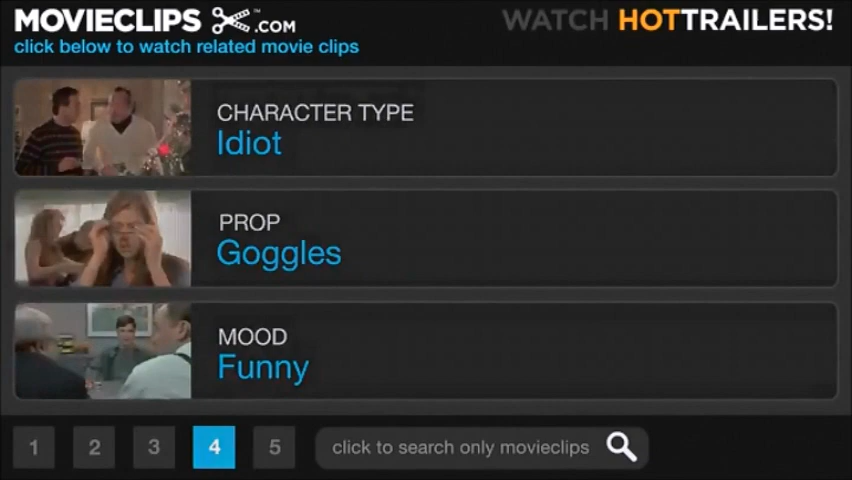 MOVIECLIPS ™ .COM
WATCH HOTTRAILERS!
click below to watch related movie clips
CHARACTER TYPE
Idiot
PROP
Goggles
MOOD
Funny
1 2 3 4 5 click to search only movieclips